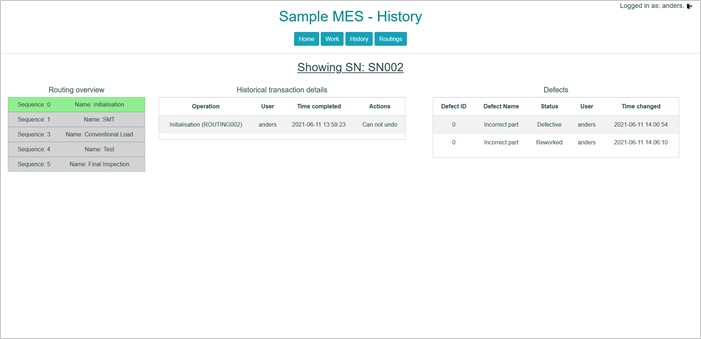 Logged in as: anders.
Sample MES - History
Home Work History Routings
Showing SN: SN002
Routing overview
Sequence: 0 Name: Initialisation
Sequence: 1 Name: SMT
Sequence: 3 Name: Conventional Load
Sequence: 4 Name: Test
Sequence: 5 Name: Final Inspection
Historical transaction details
Operation User Time completed Actions
Initialisation (ROUTING002) anders 2021-06-11 13:59:23 Can not undo
Defects
Defect ID Defect Name Status User Time changed
0 Incorrect part Defective anders 2021-06-11 14:00:54
0 Incorrect part Reworked anders 2021-06-11 14:06:10